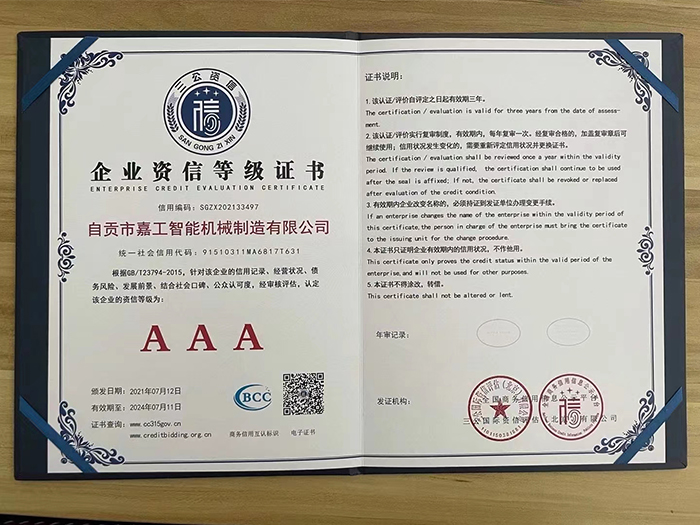 三公资信
信
SAN GONG ZI XIN
企业资信等级证书
ENTERPRISE CREDIT EVALUATION CERTIFICATE
信用编码：SGZX202133497
自贡市嘉工智能机械制造有限公司
统一社会信用代码：91510311MA6817T631
根据GB/T23794-2015，针对该企业的信用记录、经营状况、债
务风险、发展前景、结合社会口碑、公众认可度，经审核评估，认定
该企业的资信等级为：
AAA
颁发日期：2021年07月12日
有效期至：2024年07月11日
证书查询：www.cc315gov.cn
www.creditbidding.org.cn
BCC
商务信用互认标识
电子证书
证书说明：
1.该认证/评价自评定之日起有效期三年。
The certification / evaluation is valid for three years from the date of assess-
ment.
2.该认证/评价实行复审制度，有效期内，每年复审一次。经复审合格的，加盖复审章后可
继续使用；信用状况发生变化的，需要重新评定信用状况并更换证书。
The certification / evaluation shall be reviewed once a year within the validity
period. If the review is qualified, the certification shall continue to be used
after the seal is affixed; If not, the certificate shall be revoked or replaced
after evaluation of the credit condition.
3.有效期内企业改变名称的，必须持证到发证单位办理变更手续。
If an enterprise changes the name of the enterprise within the validity period of
this certificate,the person in charge of the enterprise must bring the certificate
to the issuing unit for the change procedure.
4.本证书只证明企业有效期内的信用状况，不作他用。
This certificate only proves the credit status within the valid period of the
enterprise,and will not be used for other purposes.
5.本证书不得涂改，转借。
This certificate shall not be altered or lent.
年审记录：
发证机构：
国商务信用
息公
平台
三
国际资信评估（北
有限公司